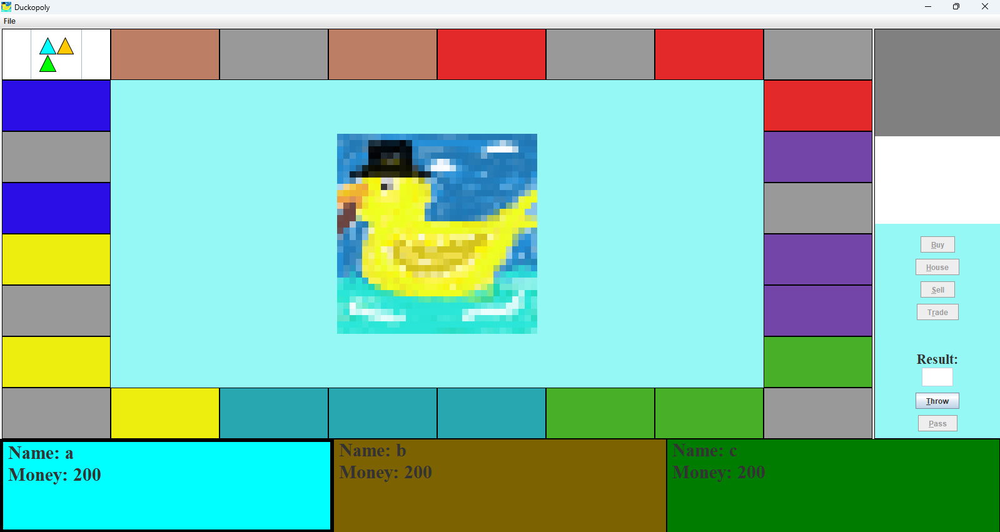 Duckopoly
File
Buy
House
Sell
Trade
Result:
Throw
Pass
Name: a
Money: 200
Name: b
Money: 200
Name: c
Money: 200